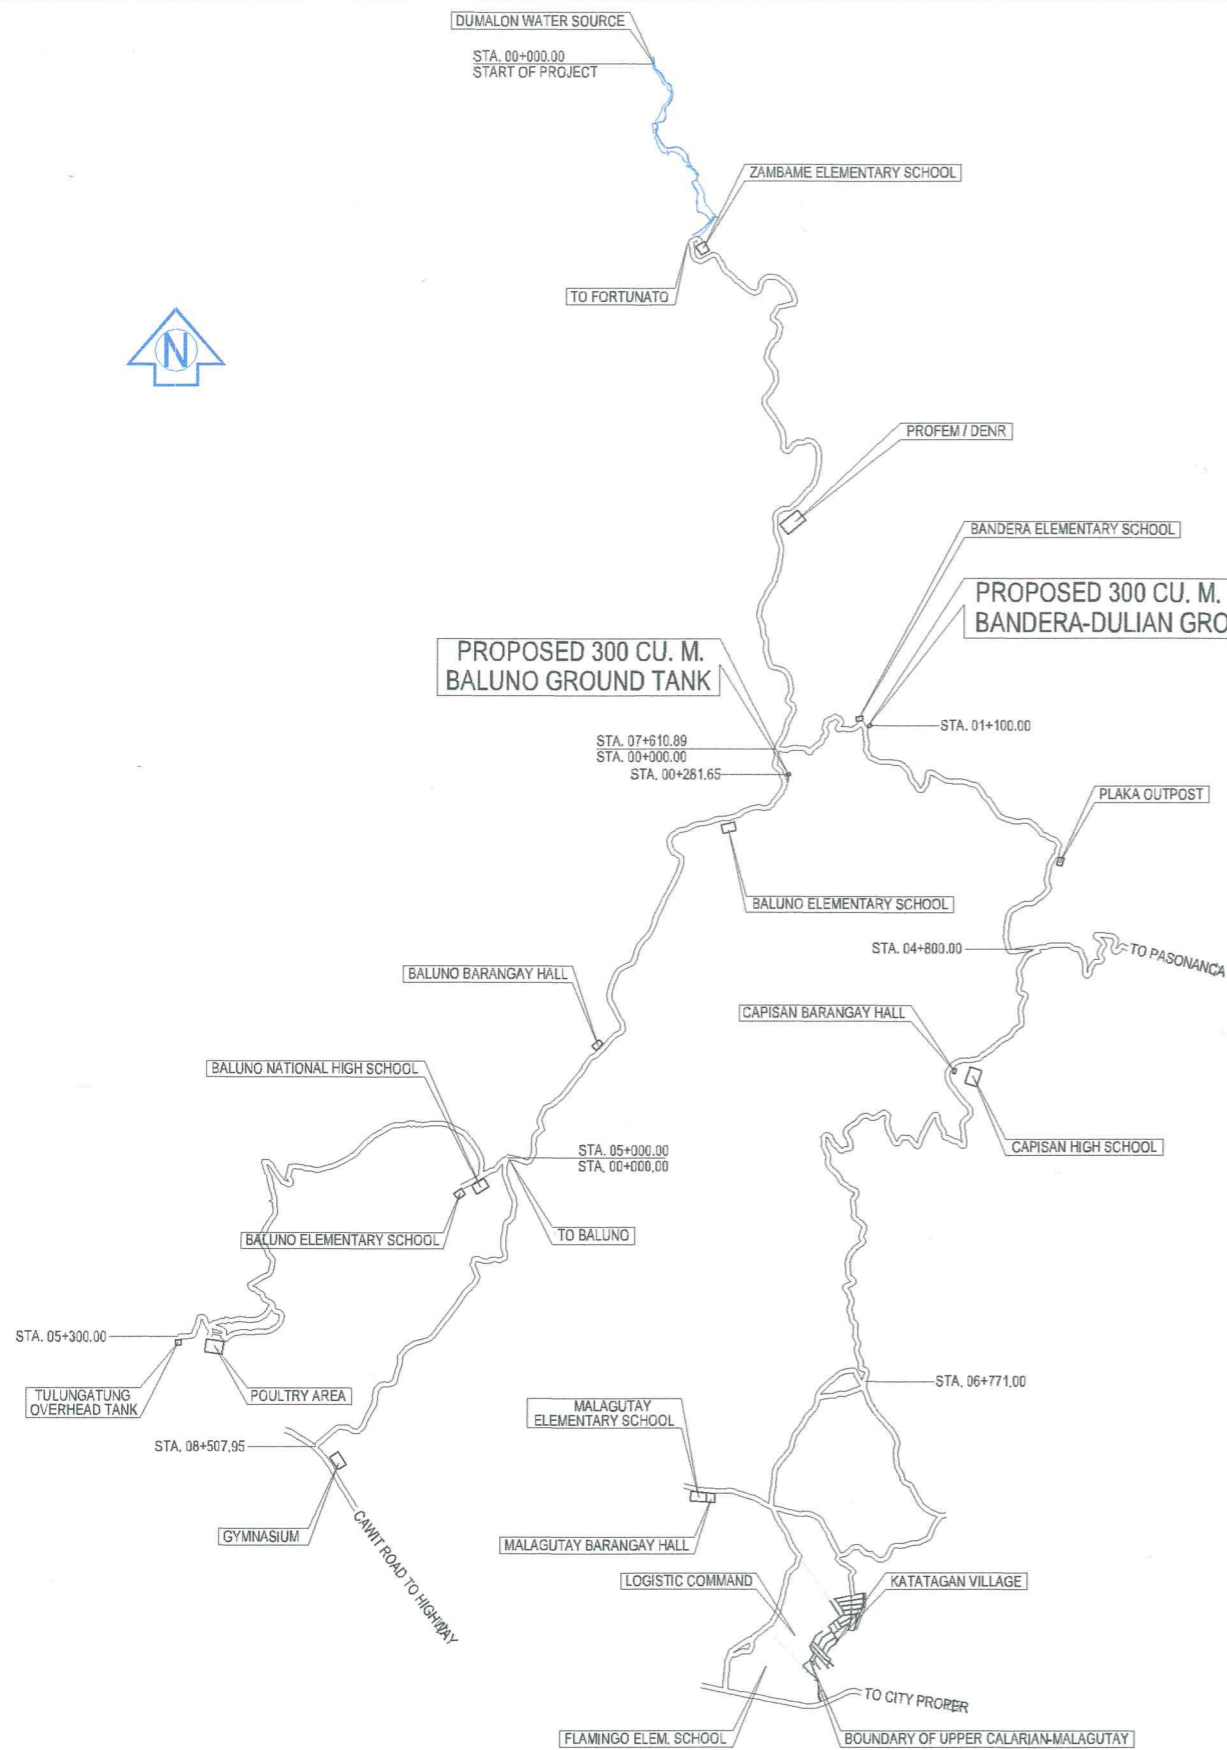 DUMALON WATER SOURCE
STA. 00+000.00
START OF PROJECT
ZAMBAME ELEMENTARY SCHOOL
TO FORTUNATO
N
PROFEM / DENR
BANDERA ELEMENTARY SCHOOL
PROPOSED 300 CU. M.
BANDERA-DULIAN GRO
PROPOSED 300 CU. M.
BALUNO GROUND TANK
STA. 01+100.00
STA. 07+610.89
STA. 00+000.00
STA. 00+281.65
PLAKA OUTPOST
BALUNO ELEMENTARY SCHOOL
STA. 04+800.00
TO PASONANCA
BALUNO BARANGAY HALL
CAPISAN BARANGAY HALL
BALUNO NATIONAL HIGH SCHOOL
STA. 05+000.00
STA. 00+000.00
CAPISAN HIGH SCHOOL
BALUNO ELEMENTARY SCHOOL
TO BALUNO
STA. 05+300.00
TULUNGATUNG
OVERHEAD TANK
POULTRY AREA
STA. 06+771.00
MALAGUTAY
ELEMENTARY SCHOOL
STA. 08+507.95
GYMNASIUM
CAWIT ROAD TO HIGHWAY
MALAGUTAY BARANGAY HALL
LOGISTIC COMMAND
KATATAGAN VILLAGE
TO CITY PROPER
FLAMINGO ELEM. SCHOOL
BOUNDARY OF UPPER CALARIAN-MALAGUTAY